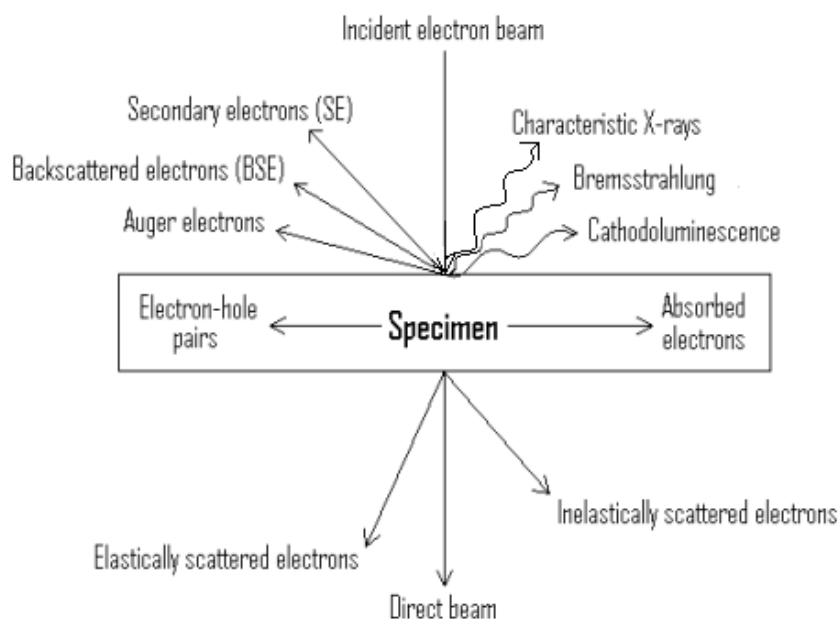 Incident electron beam
Secondary electrons (SE)
Characteristic X-rays
Backscattered electrons (BSE)
Bremsstrahlung
Auger electrons
Cathodoluminescence
Electron-hole
pairs
Specimen
Absorbed
electrons
Inelastically scattered electrons
Elastically scattered electrons
Direct beam